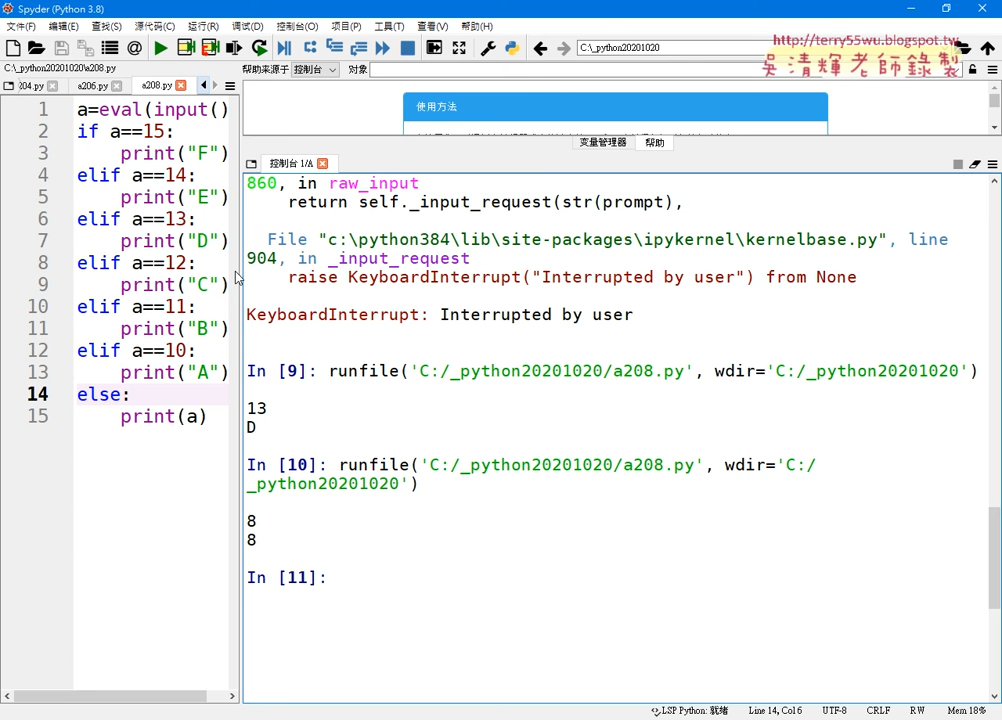 Spyder (Python 3.8)
文件(F) 编辑(E) 查找(S) 源代码(C) 运行(R) 调试(D) 控制台(O) 项目(P) 工具(T) 查看(V) 帮助(H)
C:\_python20201020
http://terry55wu.blogspot.tw
吳清輝老師錄製
C:\_python20201020\a208.py
帮助来源于 控制台 对象
204.py a206.py a208.py
使用方法
变量管理器 帮助
控制台 1/A
1 a=eval(input()
2 if a==15:
3 print("F")
4 elif a==14:
5 print("E")
6 elif a==13:
7 print("D")
8 elif a==12:
9 print("C")
10 elif a==11:
11 print("B")
12 elif a==10:
13 print("A")
14 else:
15 print(a)
860, in raw_input
return self._input_request(str(prompt),
File "c:\python384\lib\site-packages\ipykernel\kernelbase.py", line
904, in _input_request
raise KeyboardInterrupt("Interrupted by user") from None
KeyboardInterrupt: Interrupted by user
In [9]: runfile('C:/_python20201020/a208.py', wdir='C:/_python20201020')
13
D
In [10]: runfile('C:/_python20201020/a208.py', wdir='C:/
_python20201020')
8
8
In [11]:
LSP Python: 就绪 Line 14, Col 6 UTF-8 CRLF RW Mem 18%